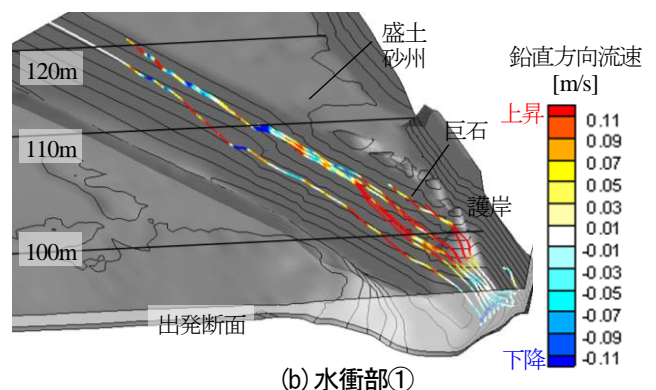 120m
110m
100m
盛土
砂州
巨石
護岸
出発断面
鉛直方向流速
[m/s]
上昇
0.11
0.09
0.07
0.05
0.03
0.01
-0.01
-0.03
-0.05
-0.07
-0.09
-0.11
下降
(b) 水衝部①